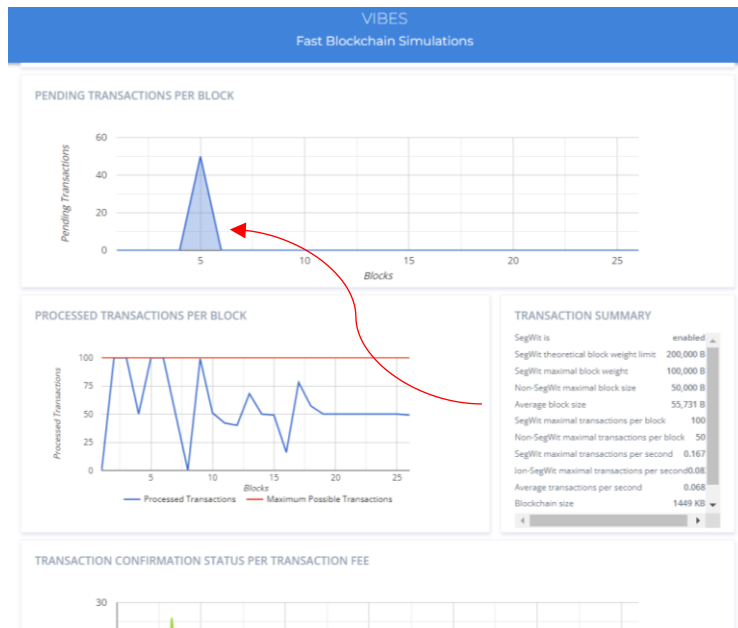 VIBES
Fast Blockchain Simulations
PENDING TRANSACTIONS PER BLOCK
60
40
20
0
Pending Transactions
5 10 15 20 25
Blocks
PROCESSED TRANSACTIONS PER BLOCK
100
75
50
25
0
Processed Transactions
5 10 15 20 25
Blocks
Processed Transactions Maximum Possible Transactions
TRANSACTION SUMMARY
SegWit is enabled
SegWit theoretical block weight limit 200,000 B
SegWit maximal block weight 100,000 B
Non-SegWit maximal block size 50,000 B
Average block size 55,731 B
SegWit maximal transactions per block 100
Non-SegWit maximal transactions per block 50
SegWit maximal transactions per second 0.167
Ion-SegWit maximal transactions per second0.08
Average transactions per second 0.068
Blockchain size 1449 KB
TRANSACTION CONFIRMATION STATUS PER TRANSACTION FEE
30